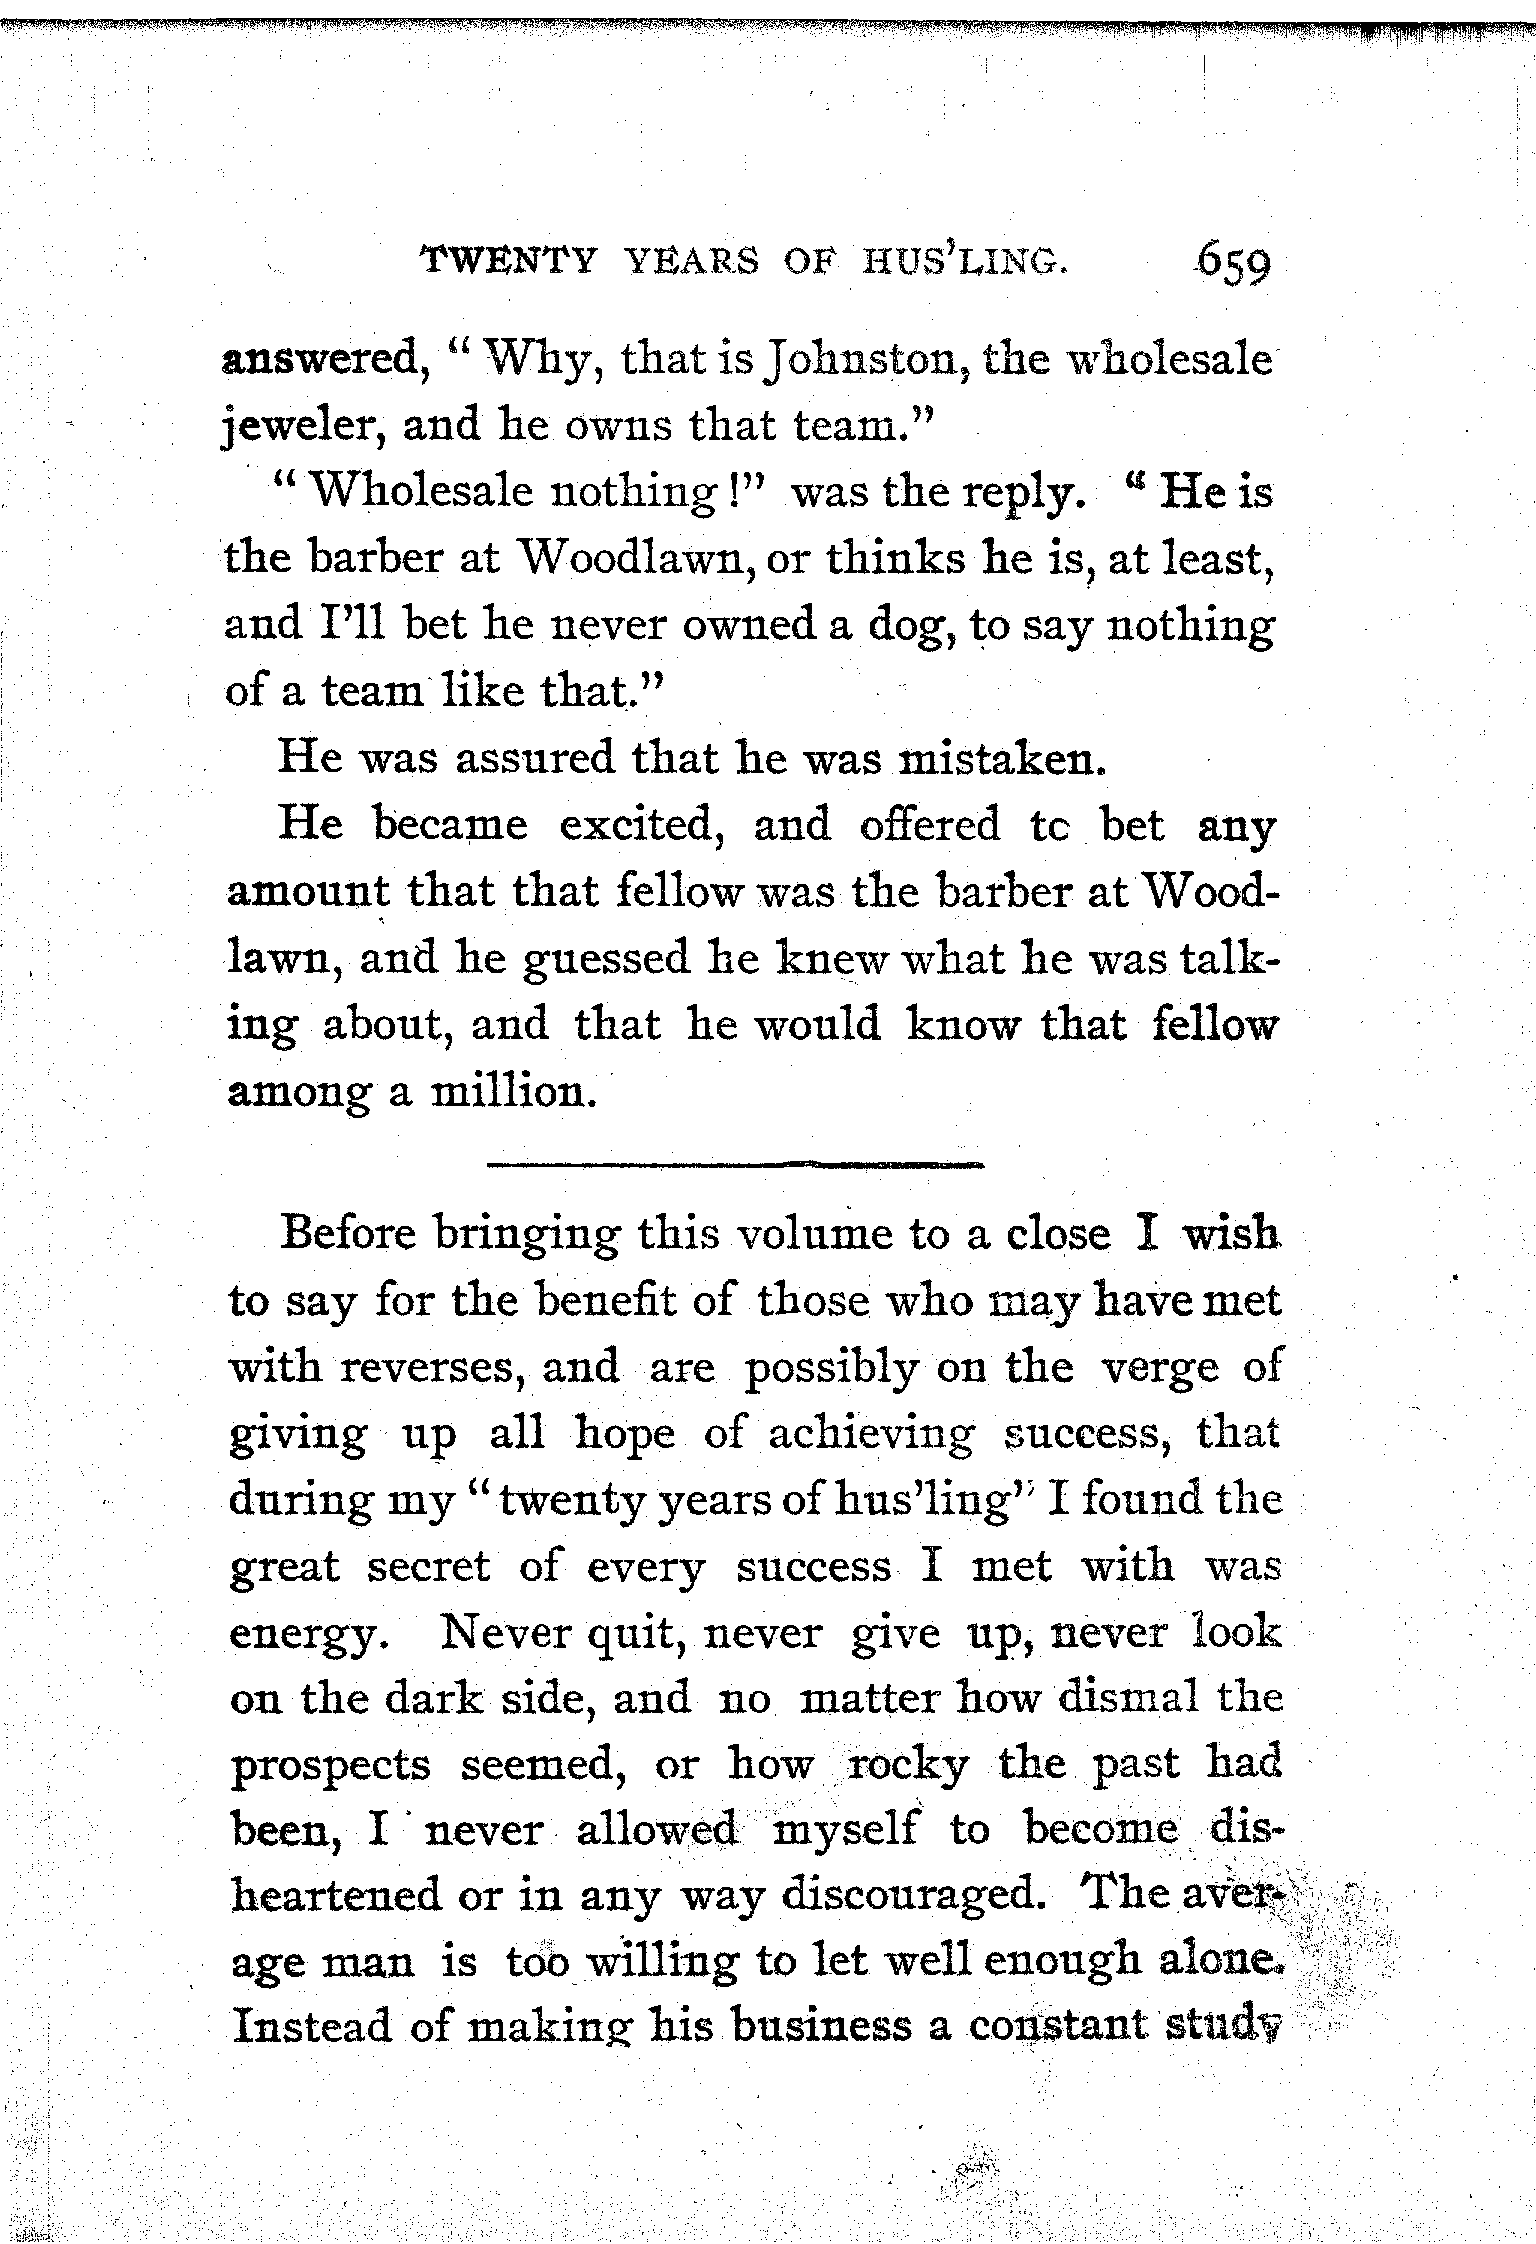 TWENTY YEARS OF HUS'LING. 659
answered, "Why, that is Johnston, the wholesale
jeweler, and he owns that team."
"Wholesale nothing!" was the reply. "He is
the barber at Woodlawn, or thinks he is, at least,
and I'll bet he never owned a dog, to say nothing
of a team like that."
He was assured that he was mistaken.
He became excited, and offered tc bet any
amount that that fellow was the barber at Wood-
lawn, and he guessed he knew what he was talk-
ing about, and that he would know that fellow
among a million.
Before bringing this volume to a close I wish
to say for the benefit of those who may have met
with reverses, and are possibly on the verge of
giving up all hope of achieving success, that
during my "twenty years of hus'ling" I found the
great secret of every success I met with was
energy. Never quit, never give up, never look
on the dark side, and no matter how dismal the
prospects seemed, or how rocky the past had
been, I never allowed myself to become dis-
heartened or in any way discouraged. The aver-
age man is too willing to let well enough alone.
Instead of making his business a constant study